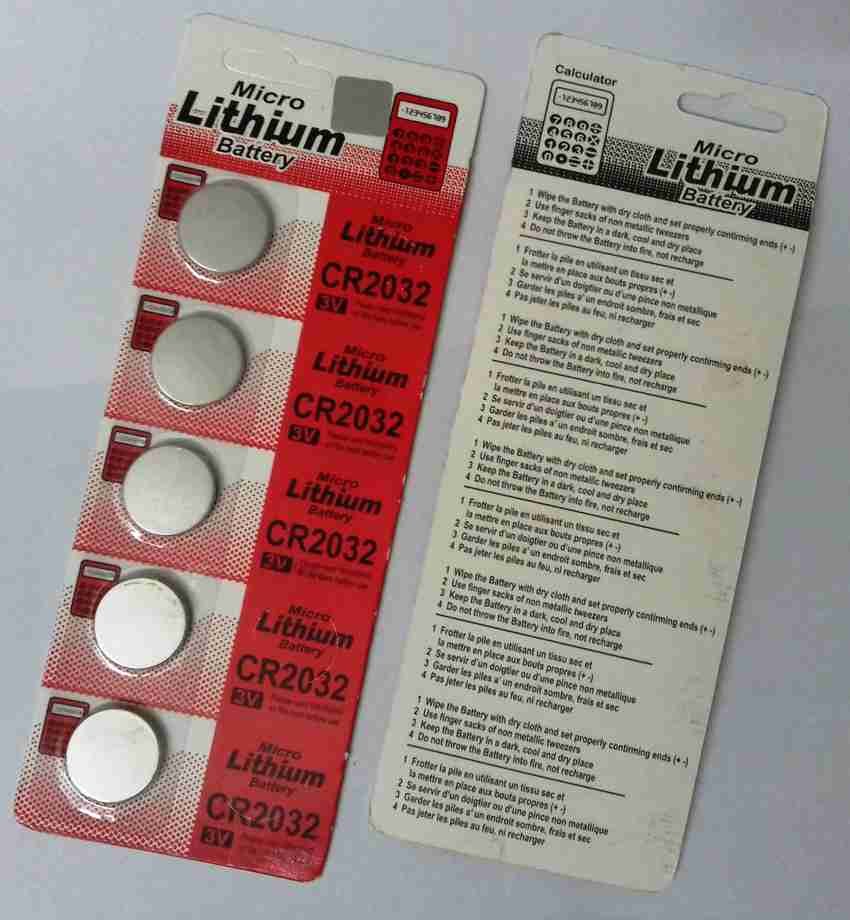 Micro
Lithium
Battery
-123456789
Micro
Lithium
Battery
CR2032
3V
Micro
Lithium
Battery
CR2032
3V
Micro
Lithium
Battery
CR2032
3V
Micro
Lithium
Battery
CR2032
3V
Micro
Lithium
Battery
CR2032
3V
Calculator
-123456789
7 8 9 ÷
4 5 6 ×
1 2 3 -
Micro
Lithium
Battery
1 Wipe the Battery with dry cloth and set properly confirming ends (+ -)
2 Use finger sacks of non metallic tweezers
3 Keep the Battery in a dark, cool and dry place
4 Do not throw the Battery into fire, not recharge
1 Frotter la pile en utilisant un tissu sec et
la mettre en place aux bouts propres (+ -)
2 Se servir d'un doigtier ou d'une pince non metallique
3 Garder les piles a' un endroit sombre, frais et sec
4 Pas jeter les piles au feu, ni recharger
1 Wipe the Battery with dry cloth and set properly confirming ends (+ -)
2 Use finger sacks of non metallic tweezers
3 Keep the Battery in a dark, cool and dry place
4 Do not throw the Battery into fire, not recharge
1 Frotter la pile en utilisant un tissu sec et
la mettre en place aux bouts propres (+ -)
2 Se servir d'un doigtier ou d'une pince non metallique
3 Garder les piles a' un endroit sombre, frais et sec
4 Pas jeter les piles au feu, ni recharger
1 Wipe the Battery with dry cloth and set properly confirming ends (+ -)
2 Use finger sacks of non metallic tweezers
3 Keep the Battery in a dark, cool and dry place
4 Do not throw the Battery into fire, not recharge
1 Frotter la pile en utilisant un tissu sec et
la mettre en place aux bouts propres (+ -)
2 Se servir d'un doigtier ou d'une pince non metallique
3 Garder les piles a' un endroit sombre, frais et sec
4 Pas jeter les piles au feu, ni recharger
1 Wipe the Battery with dry cloth and set properly confirming ends (+ -)
2 Use finger sacks of non metallic tweezers
3 Keep the Battery in a dark, cool and dry place
4 Do not throw the Battery into fire, not recharge
1 Frotter la pile en utilisant un tissu sec et
la mettre en place aux bouts propres (+ -)
2 Se servir d'un doigtier ou d'une pince non metallique
3 Garder les piles a' un endroit sombre, frais et sec
4 Pas jeter les piles au feu, ni recharger
1 Wipe the Battery with dry cloth and set properly confirming ends (+ -)
2 Use finger sacks of non metallic tweezers
3 Keep the Battery in a dark, cool and dry place
4 Do not throw the Battery into fire, not recharge
1 Frotter la pile en utilisant un tissu sec et
la mettre en place aux bouts propres (+ -)
2 Se servir d'un doigtier ou d'une pince non metallique
3 Garder les piles a' un endroit sombre, frais et sec
4 Pas jeter les piles au feu, ni recharger